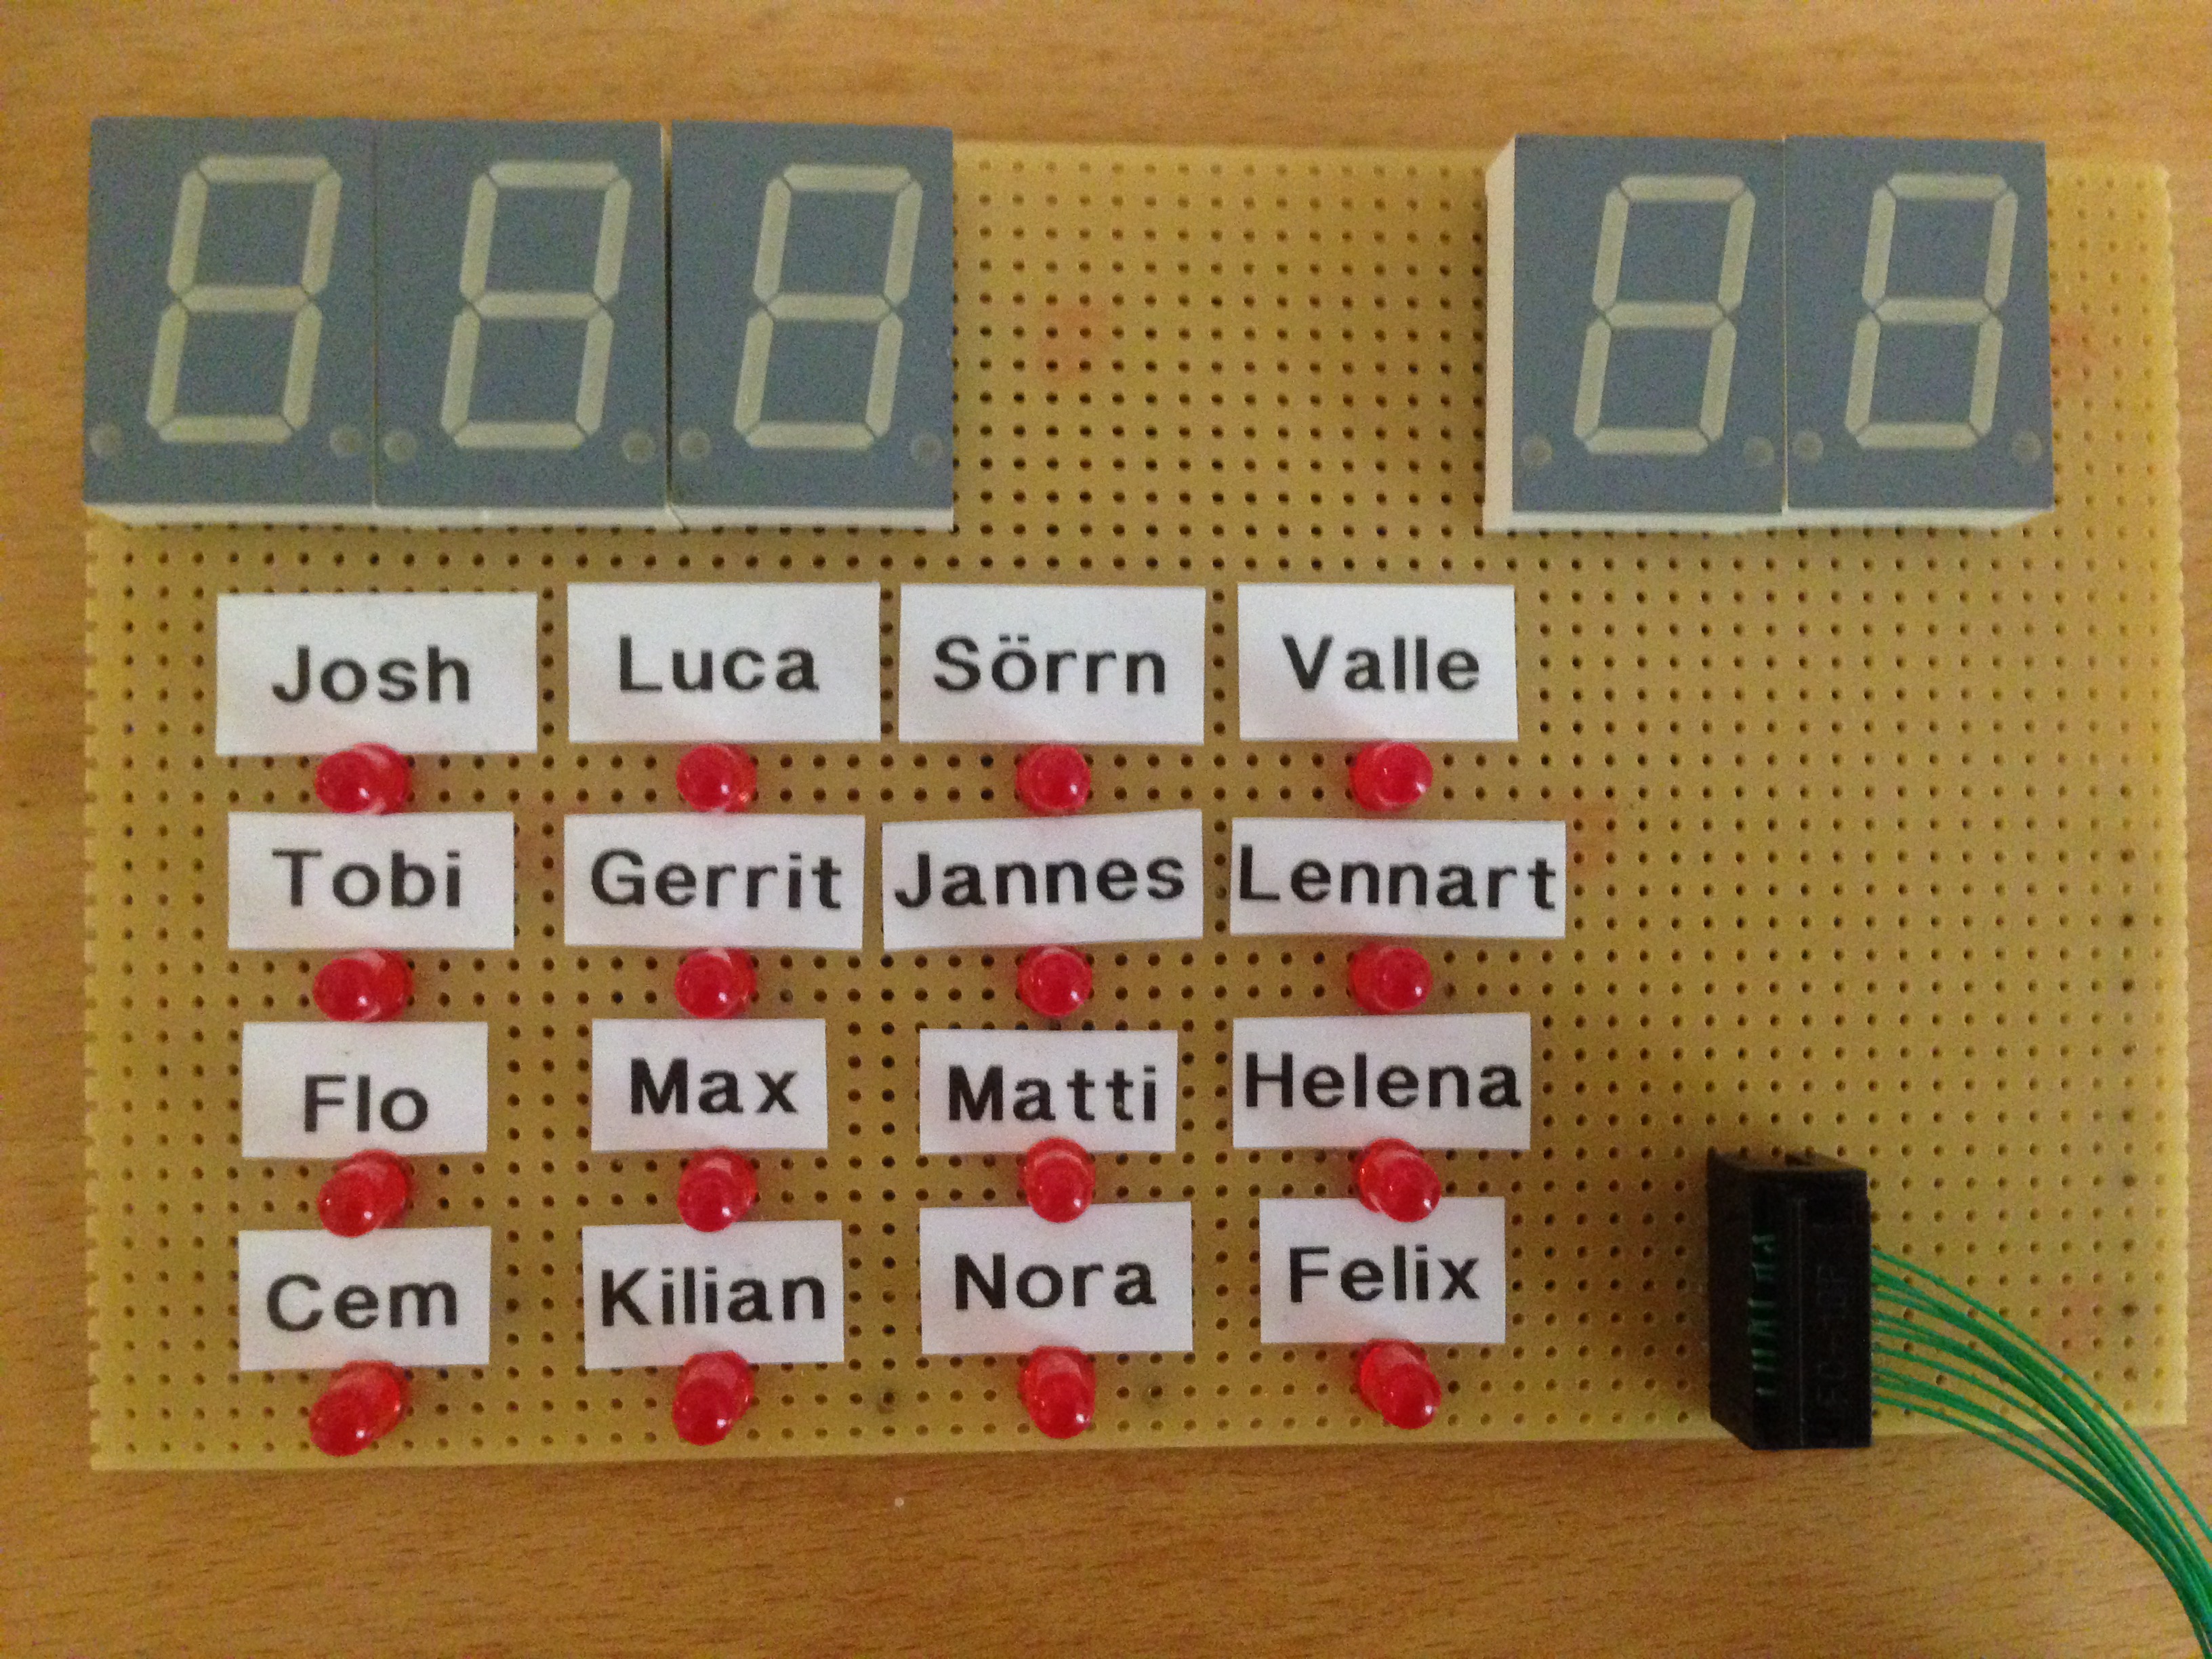 Josh Luca Sörrn Valle
Tobi Gerrit Jannes Lennart
Flo Max Matti Helena
Cem Kilian Nora Felix